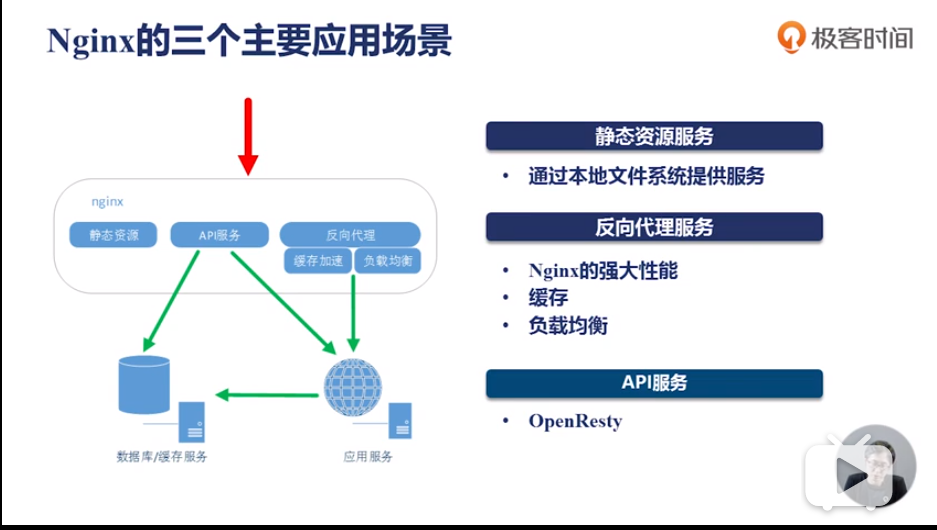 Nginx的三个主要应用场景
极客时间
nginx
静态资源
API服务
反向代理
缓存加速
负载均衡
数据库/缓存服务
应用服务
静态资源服务
• 通过本地文件系统提供服务
反向代理服务
• Nginx的强大性能
• 缓存
• 负载均衡
API服务
• OpenResty